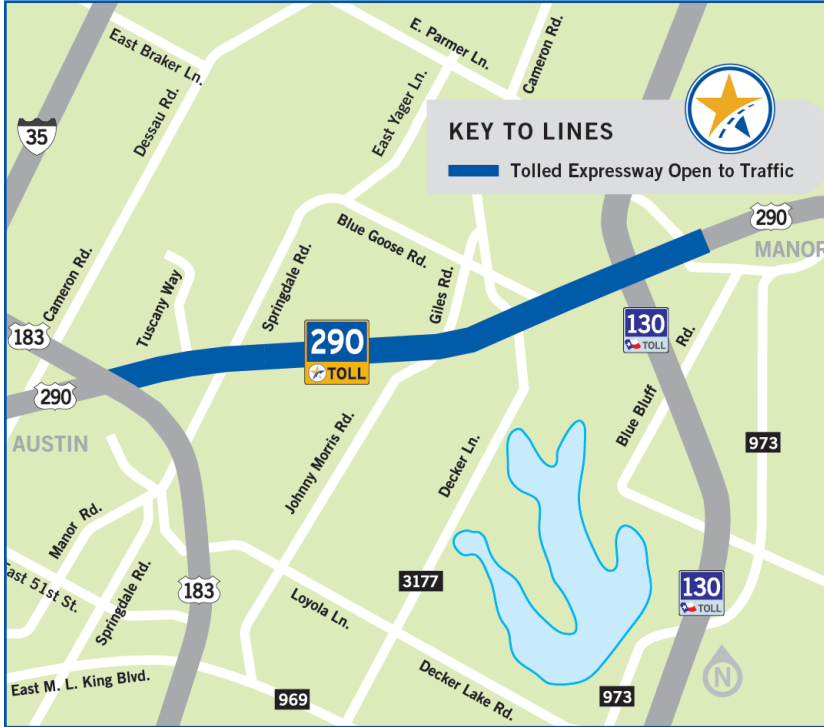 East Braker Ln.
E. Parmer Ln.
Cameron Rd.
35
Dessau Rd.
East Yager Ln.
KEY TO LINES
Tolled Expressway Open to Traffic
290
MANOR
Blue Goose Rd.
Cameron Rd.
Tuscany Way
Springdale Rd.
Giles Rd.
183
290
TOLL
130
TOLL
Blue Bluff Rd.
290
AUSTIN
973
Johnny Morris Rd.
Decker Ln.
Manor Rd.
East 51st St.
Springdale Rd.
183
3177
130
TOLL
Loyola Ln.
East M. L. King Blvd.
969
Decker Lake Rd.
973
N